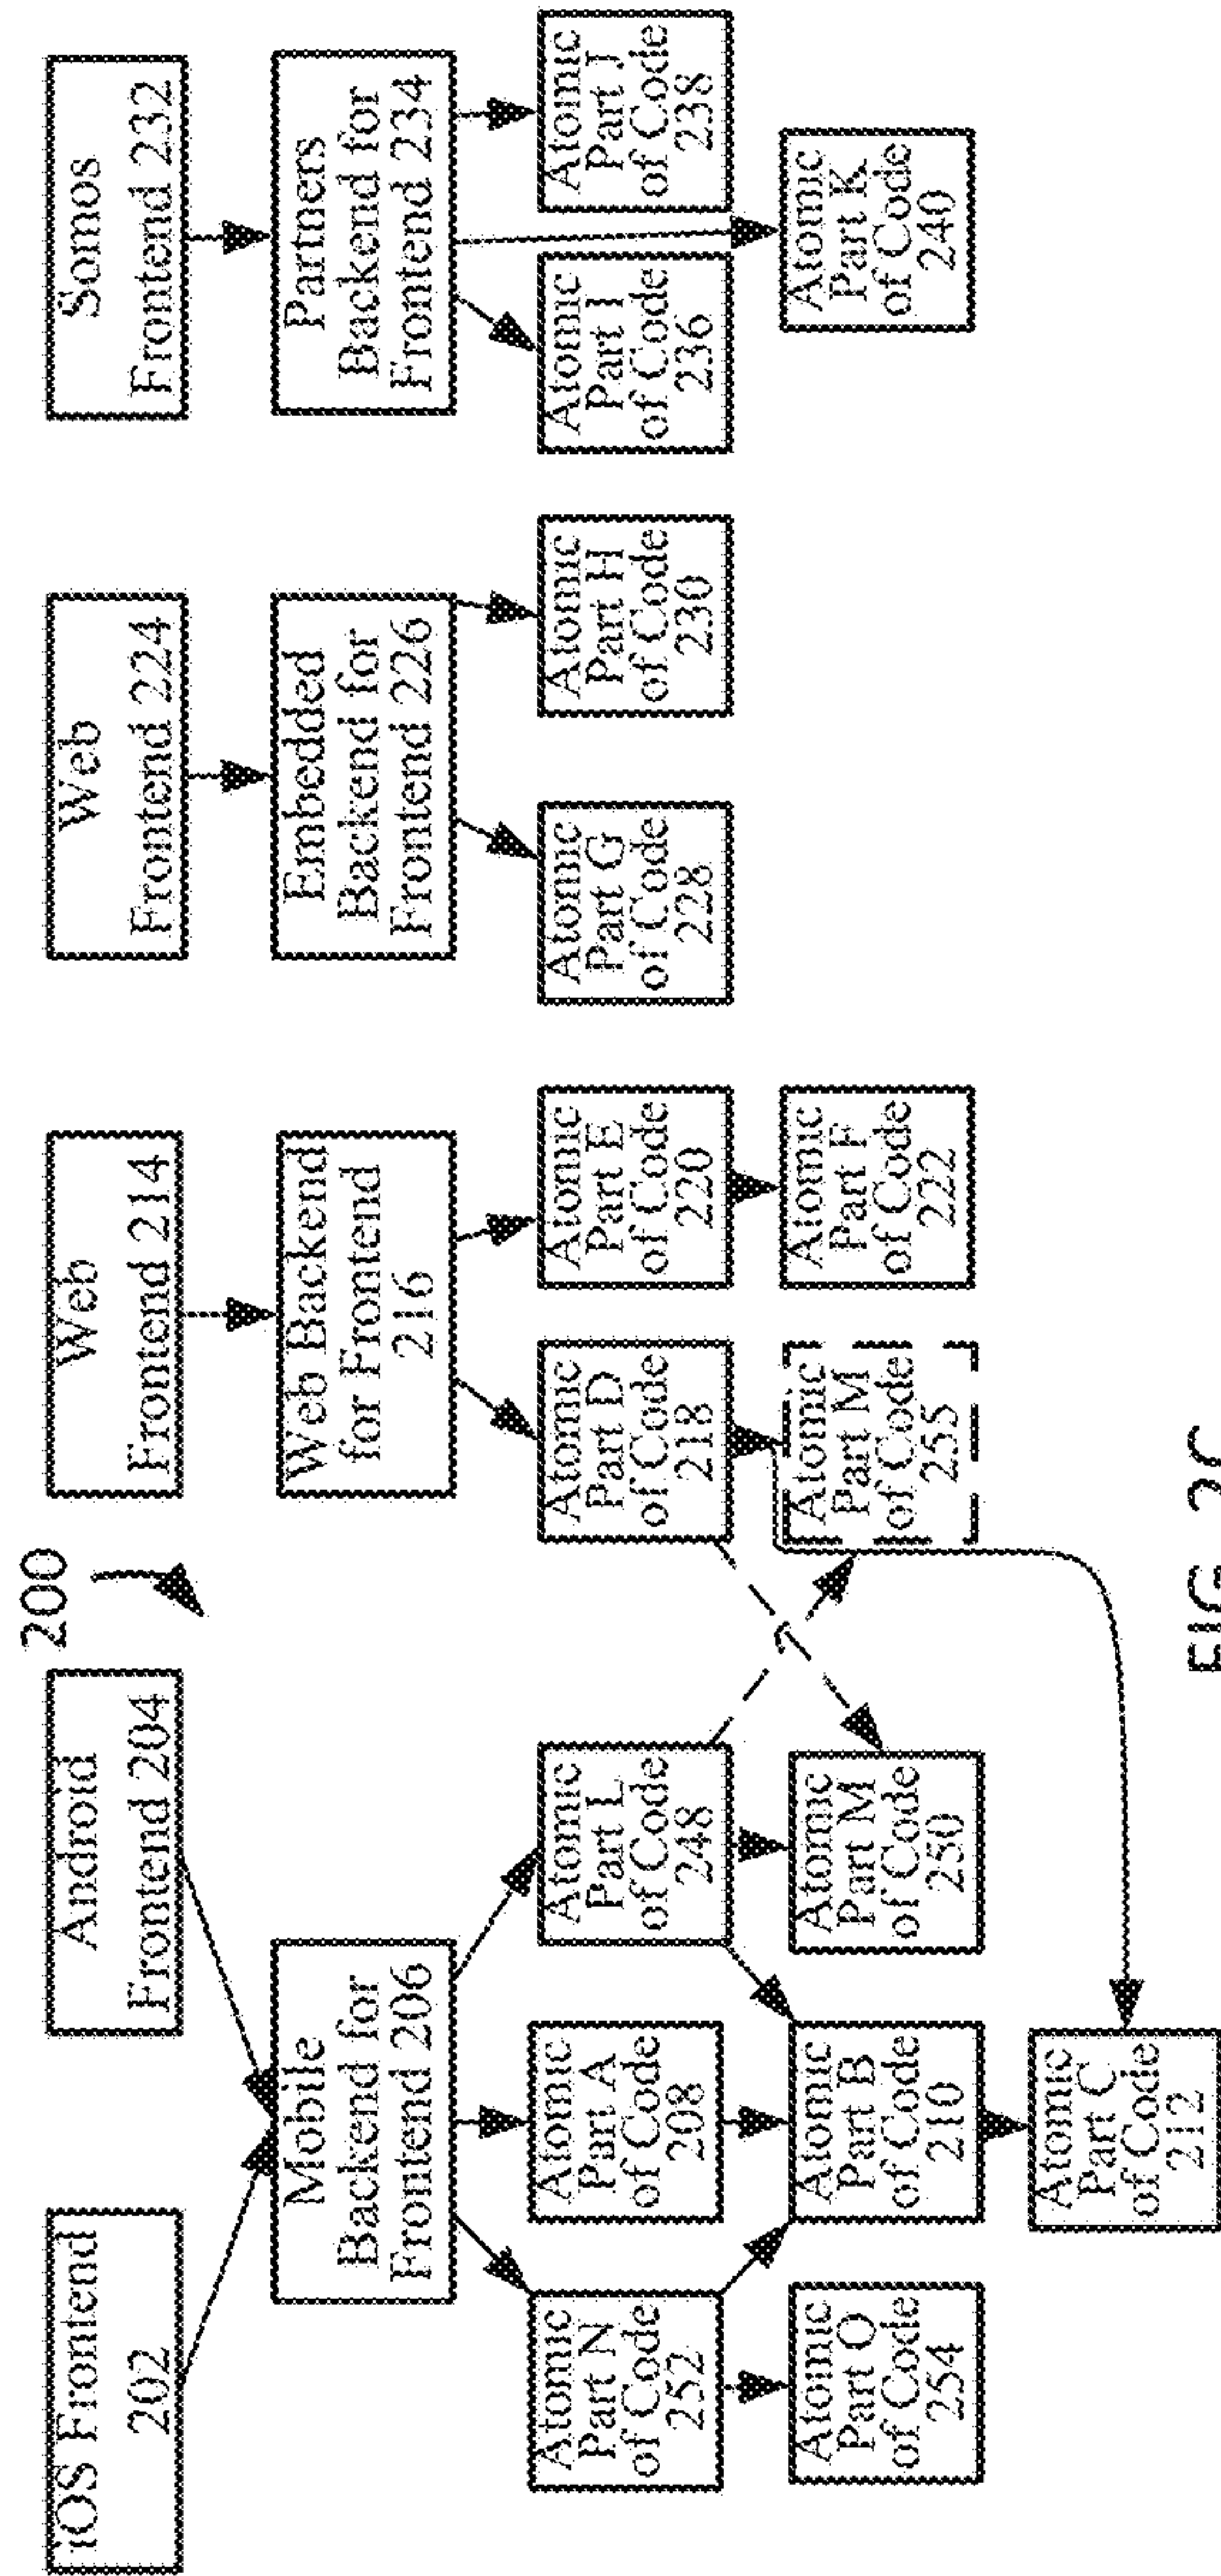 200
iOS Frontend
202
Android
Frontend 204
Web
Frontend 214
Web
Frontend 224
Somos
Frontend 232
Mobile
Backend for
Frontend 206
Web Backend
for Frontend
216
Embedded
Backend for
Frontend 226
Partners
Backend for
Frontend 234
Atomic
Part N
of Code
252
Atomic
Part A
of Code
208
Atomic
Part L
of Code
248
Atomic
Part D
of Code
218
Atomic
Part E
of Code
220
Atomic
Part G
of Code
228
Atomic
Part H
of Code
230
Atomic
Part I
of Code
236
Atomic
Part J
of Code
238
Atomic
Part O
of Code
254
Atomic
Part B
of Code
210
Atomic
Part M
of Code
250
Atomic
Part M
of Code
255
Atomic
Part F
of Code
222
Atomic
Part K
of Code
240
Atomic
Part C
of Code
212
FIG. 2C